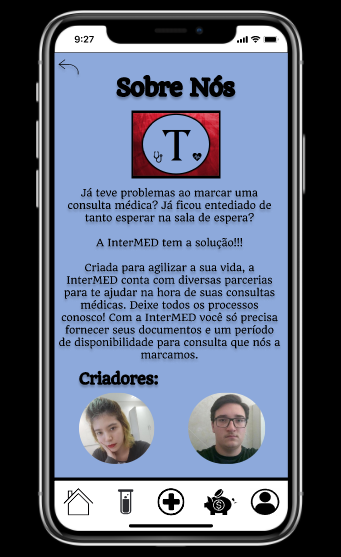 9:27
Sobre Nós
T
Já teve problemas ao marcar uma
consulta médica? Já ficou entediado de
tanto esperar na sala de espera?
A InterMED tem a solução!!!
Criada para agilizar a sua vida, a
InterMED conta com diversas parcerias
para te ajudar na hora de suas consultas
médicas. Deixe todos os processos
conosco! Com a InterMED você só precisa
fornecer seus documentos e um período
de disponibilidade para consulta que nós a
marcamos.
Criadores:
$